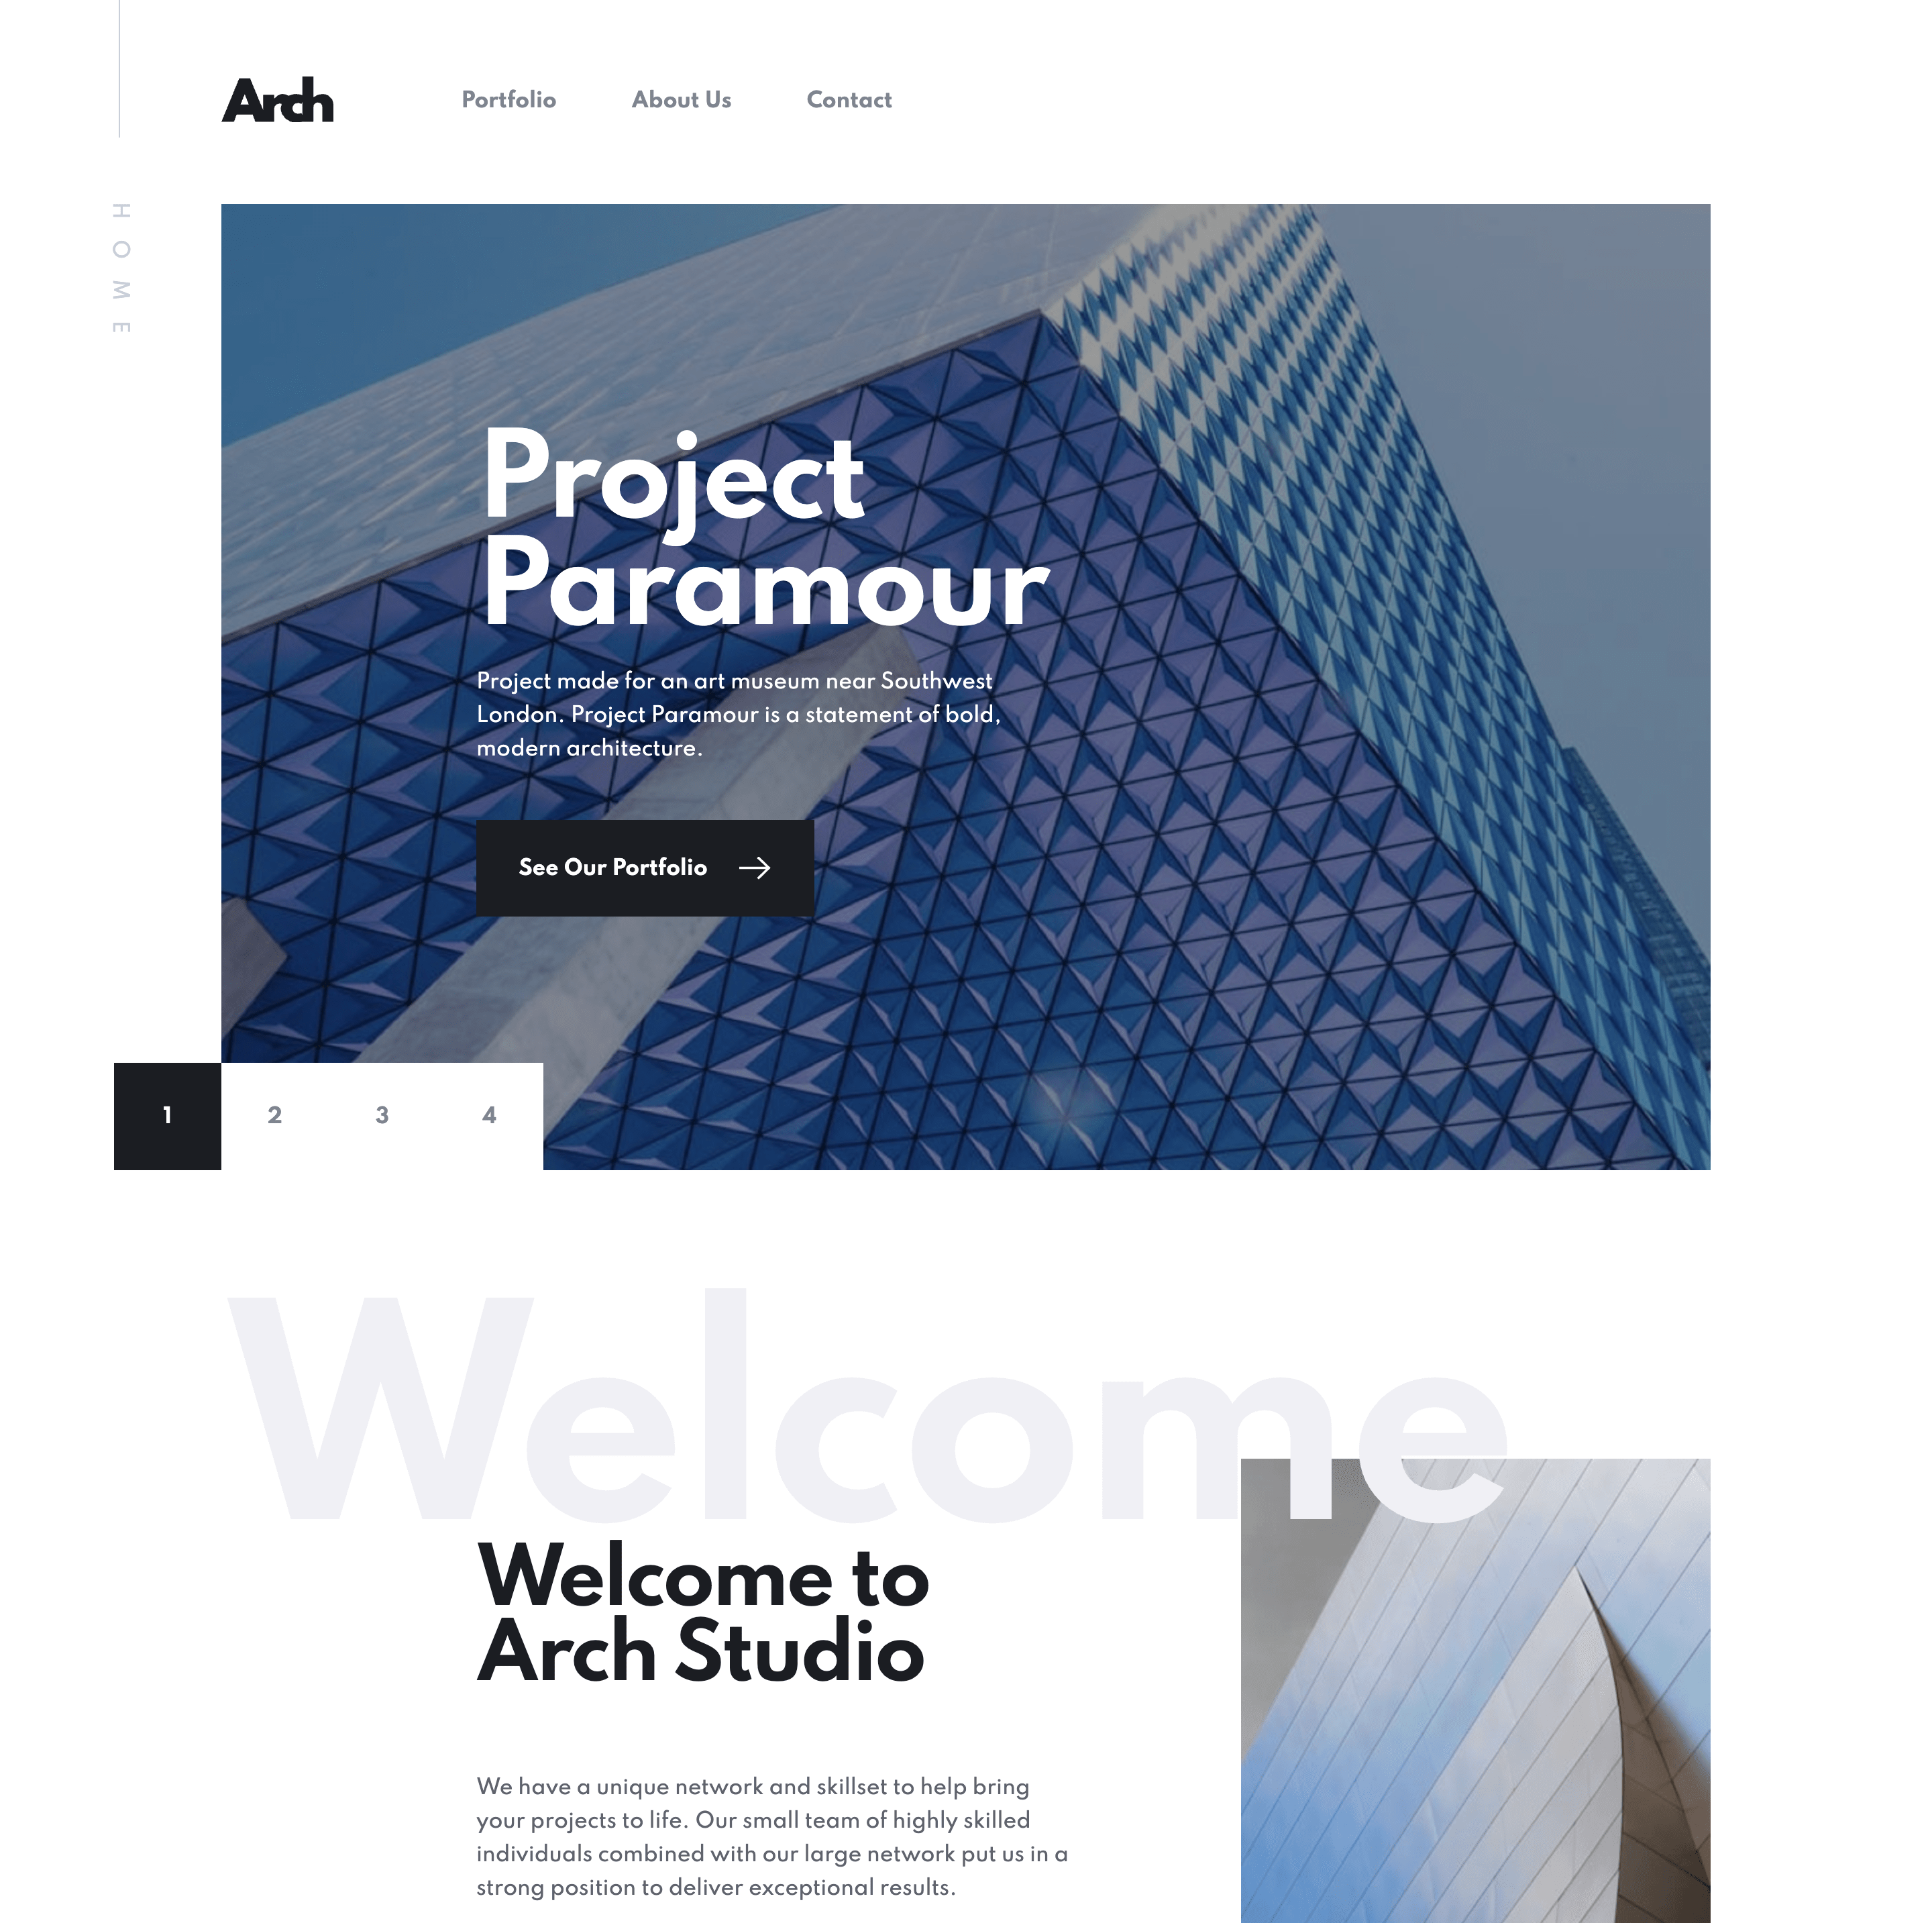 Arch
Portfolio
About Us
Contact
HOME
Project
Paramour
Project made for an art museum near Southwest
London. Project Paramour is a statement of bold,
modern architecture.
See Our Portfolio
1
2
3
4
Welcome
Welcome to
Arch Studio
We have a unique network and skillset to help bring
your projects to life. Our small team of highly skilled
individuals combined with our large network put us in a
strong position to deliver exceptional results.